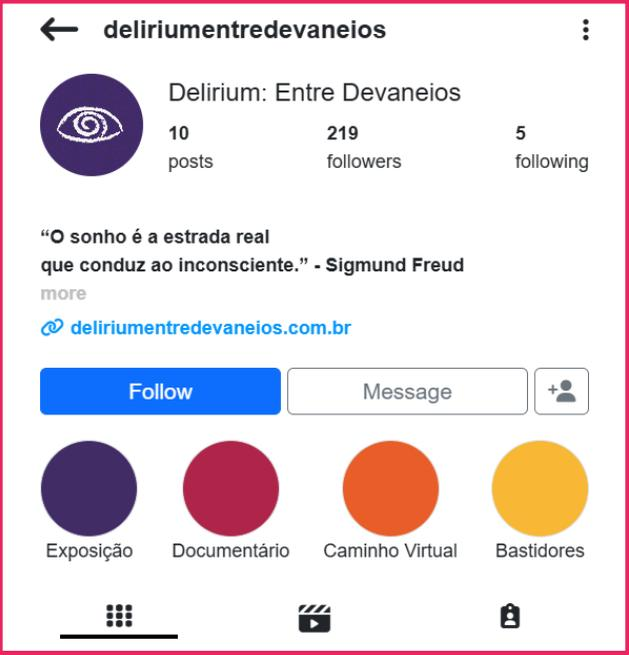 deliriumentredevaneios
Delirium: Entre Devaneios
10 219 5
posts followers following
“O sonho é a estrada real
que conduz ao inconsciente.” - Sigmund Freud
more
deliriumentredevaneios.com.br
Follow Message
Exposição Documentário Caminho Virtual Bastidores